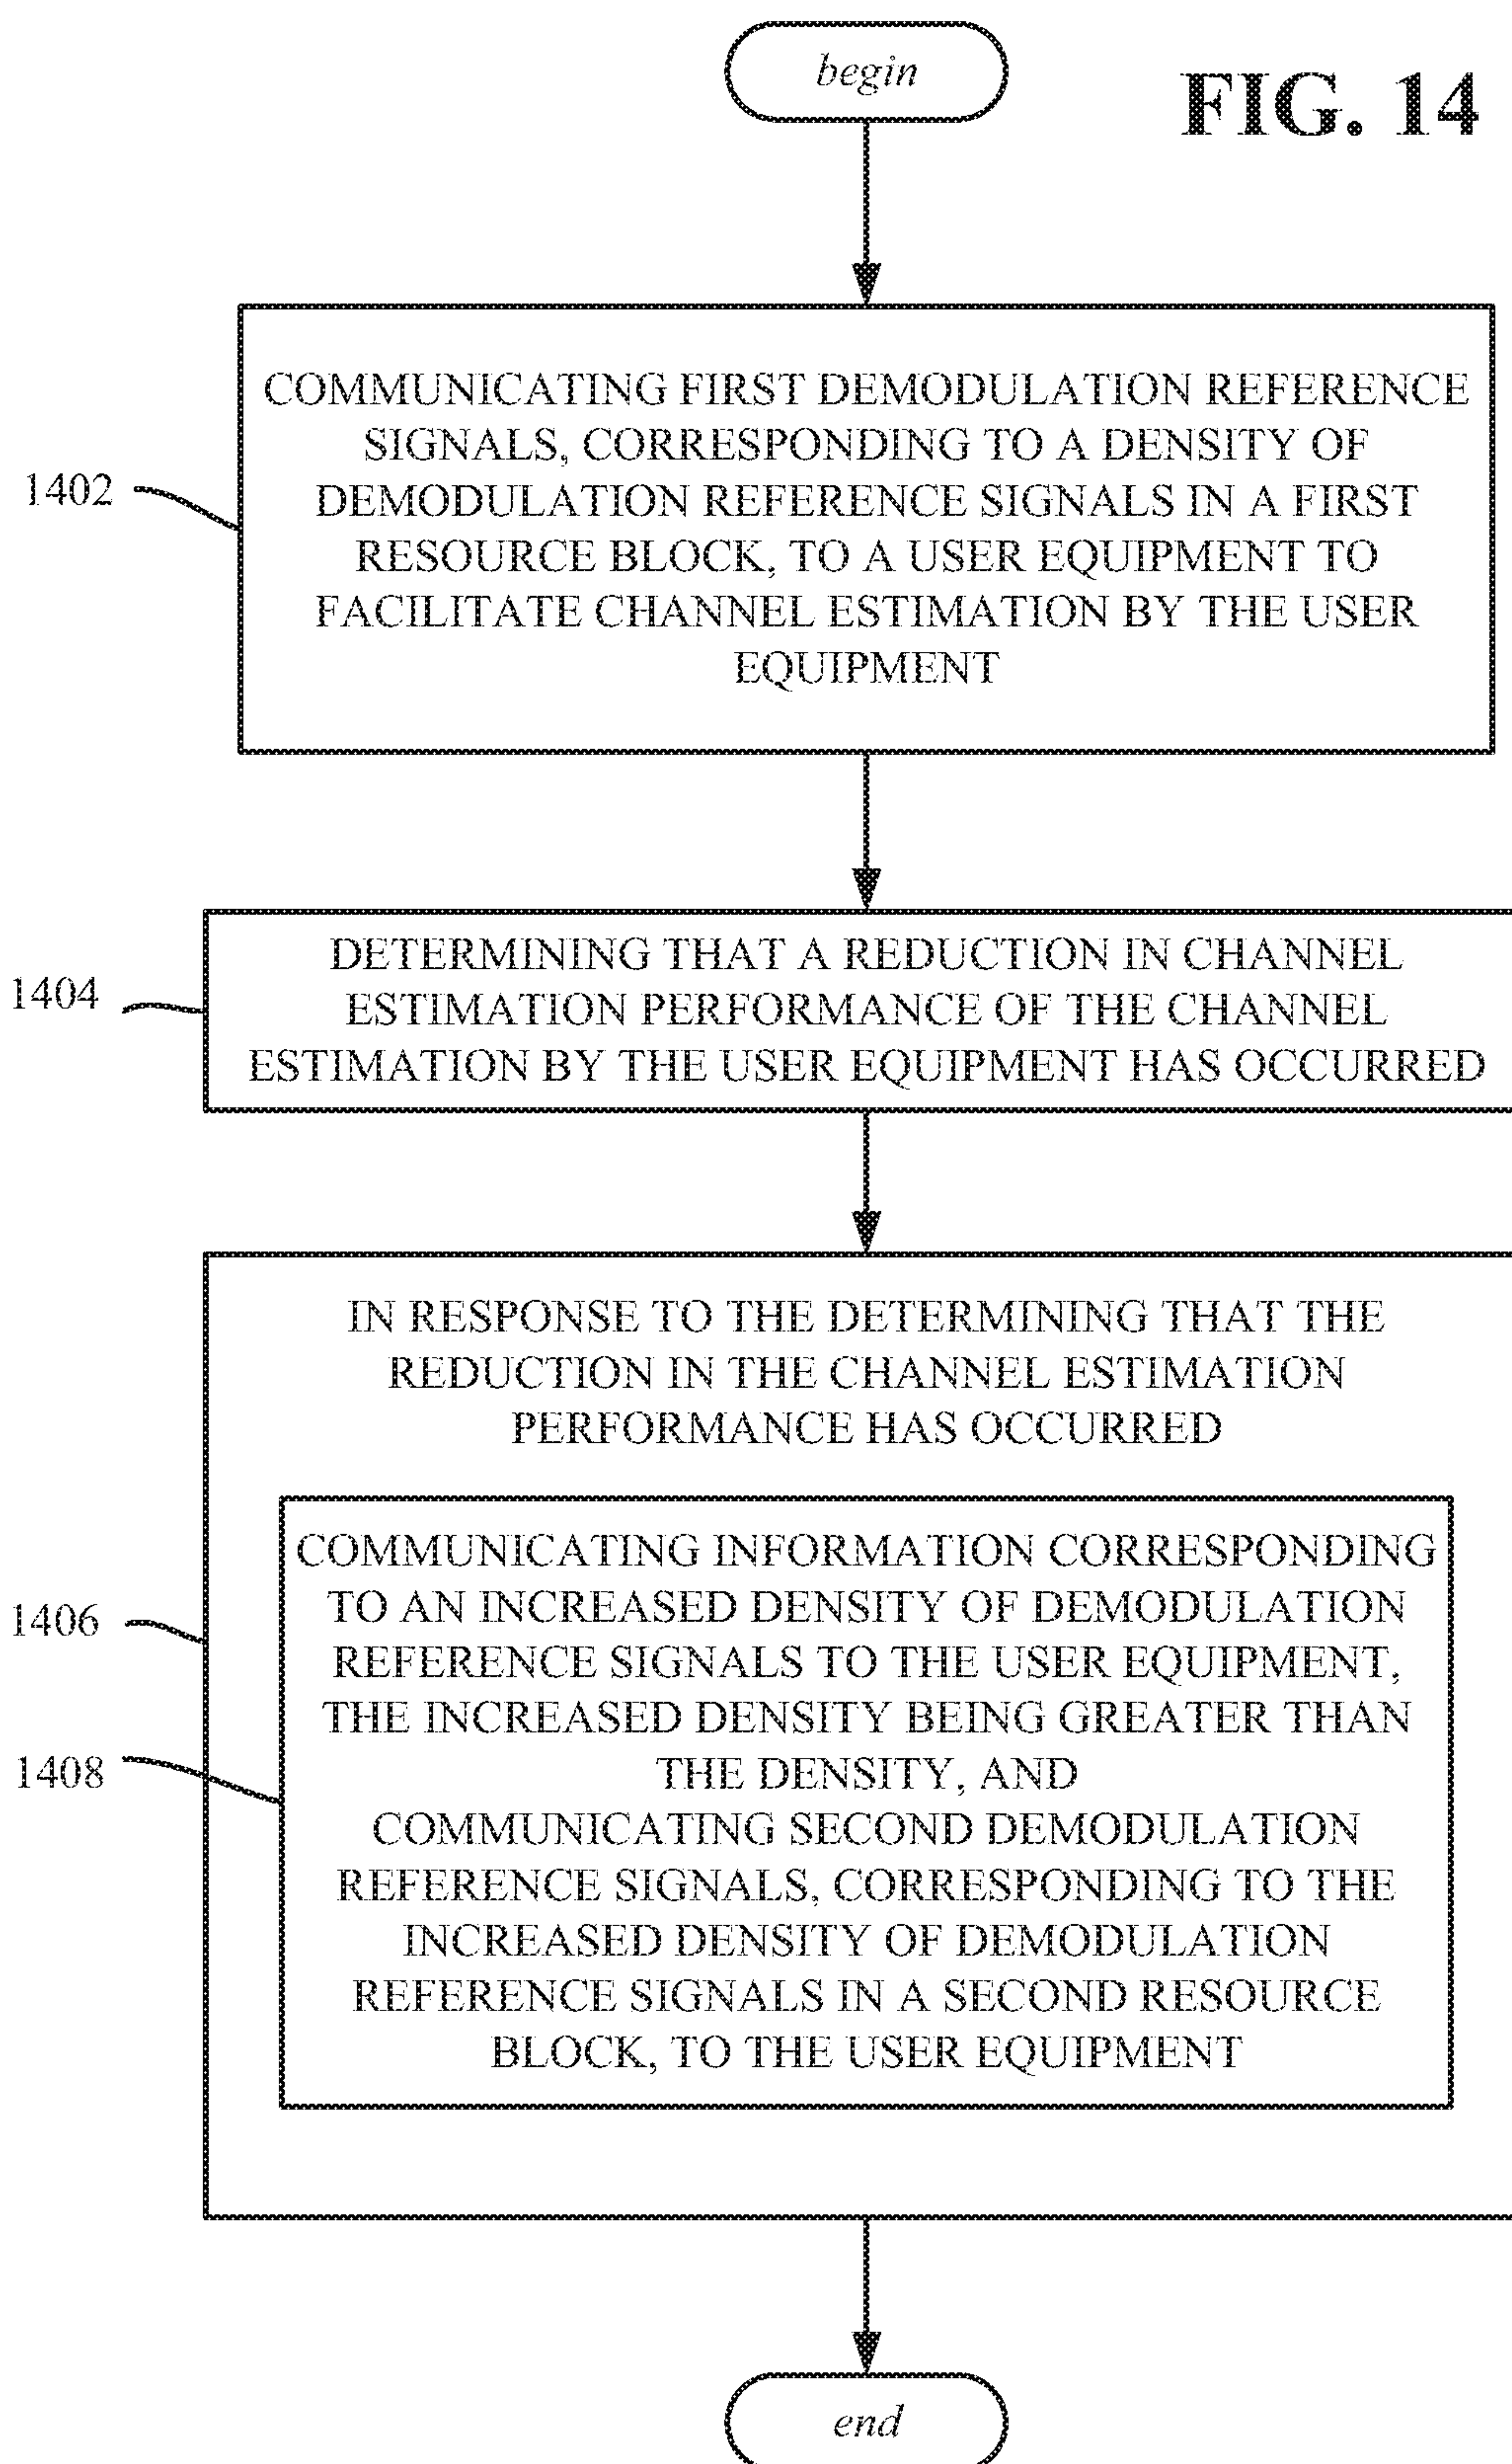 begin
FIG. 14
COMMUNICATING FIRST DEMODULATION REFERENCE
SIGNALS, CORRESPONDING TO A DENSITY OF
DEMODULATION REFERENCE SIGNALS IN A FIRST
RESOURCE BLOCK, TO A USER EQUIPMENT TO
FACILITATE CHANNEL ESTIMATION BY THE USER
EQUIPMENT
1402
DETERMINING THAT A REDUCTION IN CHANNEL
ESTIMATION PERFORMANCE OF THE CHANNEL
ESTIMATION BY THE USER EQUIPMENT HAS OCCURRED
1404
IN RESPONSE TO THE DETERMINING THAT THE
REDUCTION IN THE CHANNEL ESTIMATION
PERFORMANCE HAS OCCURRED
1406
COMMUNICATING INFORMATION CORRESPONDING
TO AN INCREASED DENSITY OF DEMODULATION
REFERENCE SIGNALS TO THE USER EQUIPMENT,
THE INCREASED DENSITY BEING GREATER THAN
THE DENSITY, AND
COMMUNICATING SECOND DEMODULATION
REFERENCE SIGNALS, CORRESPONDING TO THE
INCREASED DENSITY OF DEMODULATION
REFERENCE SIGNALS IN A SECOND RESOURCE
BLOCK, TO THE USER EQUIPMENT
1408
end